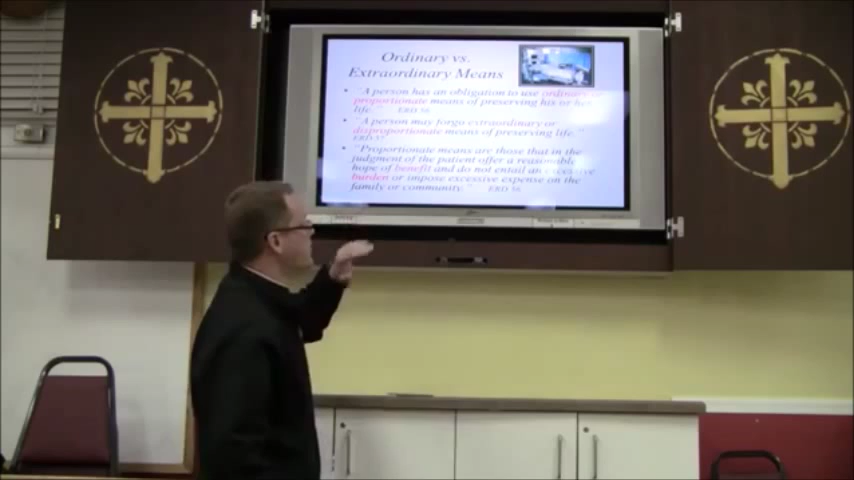 Ordinary vs.
Extraordinary Means
• "A person has an obligation to use ordinary or
proportionate means of preserving his or her
life." ERD 56
• "A person may forgo extraordinary or
disproportionate means of preserving life."
ERD 57
• "Proportionate means are those that in the
judgment of the patient offer a reasonable
hope of benefit and do not entail an excessive
burden or impose excessive expense on the
family or community." ERD 56